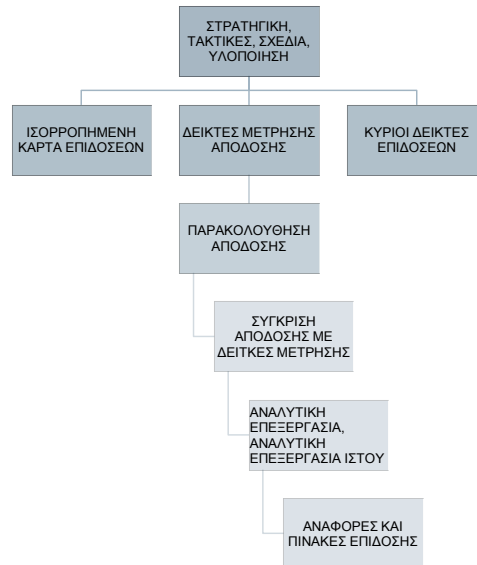 ΣΤΡΑΤΗΓΙΚΗ,
ΤΑΚΤΙΚΕΣ, ΣΧΕΔΙΑ,
ΥΛΟΠΟΙΗΣΗ
ΙΣΟΡΡΟΠΗΜΕΝΗ
ΚΑΡΤΑ ΕΠΙΔΟΣΕΩΝ
ΔΕΙΚΤΕΣ ΜΕΤΡΗΣΗΣ
ΑΠΟΔΟΣΗΣ
ΚΥΡΙΟΙ ΔΕΙΚΤΕΣ
ΕΠΙΔΟΣΕΩΝ
ΠΑΡΑΚΟΛΟΥΘΗΣΗ
ΑΠΟΔΟΣΗΣ
ΣΥΓΚΡΙΣΗ
ΑΠΟΔΟΣΗΣ ΜΕ
ΔΕΙΤΚΕΣ ΜΕΤΡΗΣΗΣ
ΑΝΑΛΥΤΙΚΗ
ΕΠΕΞΕΡΓΑΣΙΑ,
ΑΝΑΛΥΤΙΚΗ
ΕΠΕΞΕΡΓΑΣΙΑ ΙΣΤΟΥ
ΑΝΑΦΟΡΕΣ ΚΑΙ
ΠΙΝΑΚΕΣ ΕΠΙΔΟΣΗΣ